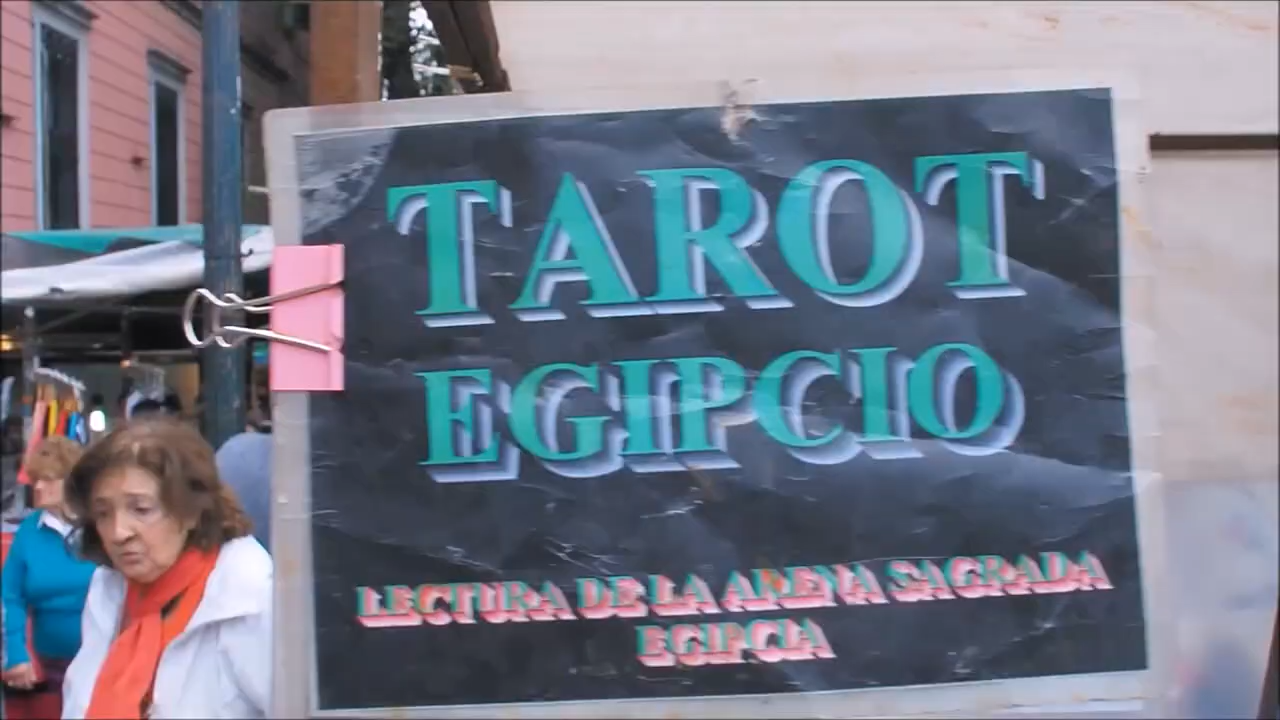 TAROT
EGIPCIO
LECTURA DE LA ARENA SAGRADA
EGIPCIA